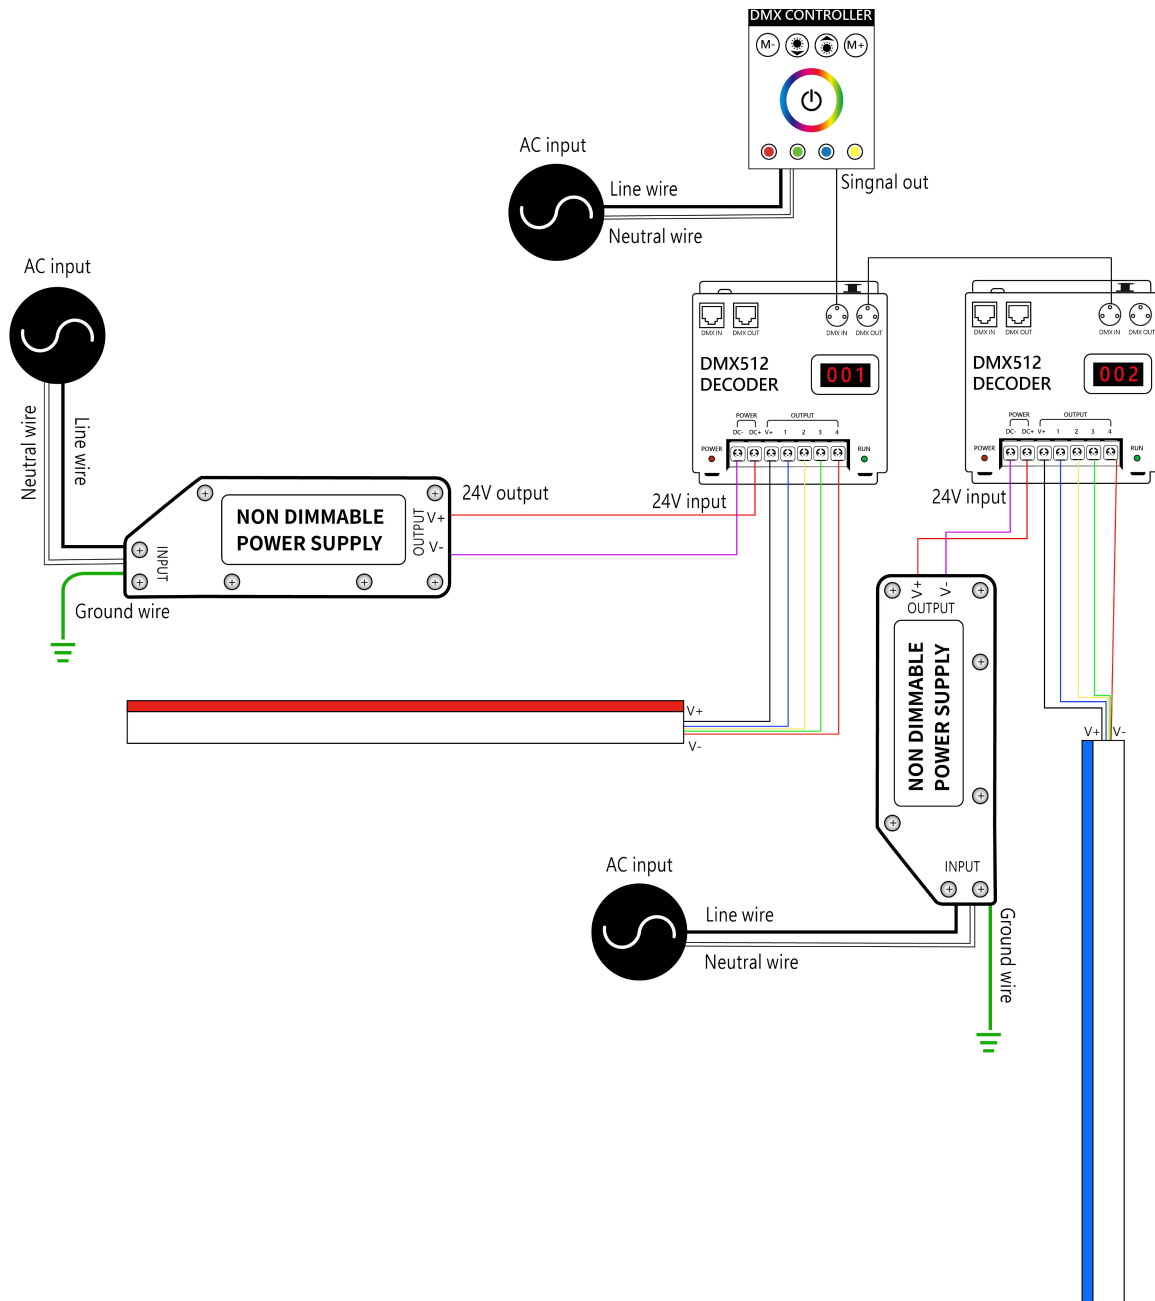 DMX CONTROLLER
M-
M+
AC input
Line wire
Neutral wire
Singnal out
AC input
Neutral wire
Line wire
DMX IN
DMX OUT
DMX IN
DMX OUT
DMX512
DECODER
001
POWER
OUTPUT
DC-
DC+
V+
1
2
3
4
POWER
RUN
DMX IN
DMX OUT
DMX IN
DMX OUT
DMX512
DECODER
002
POWER
OUTPUT
DC-
DC+
V+
1
2
3
4
POWER
RUN
24V output
24V input
24V input
NON DIMMABLE
POWER SUPPLY
INPUT
OUTPUT
V+
V-
Ground wire
V+
V-
OUTPUT
NON DIMMABLE
POWER SUPPLY
INPUT
V+
V-
V+
V-
AC input
Line wire
Neutral wire
Ground wire